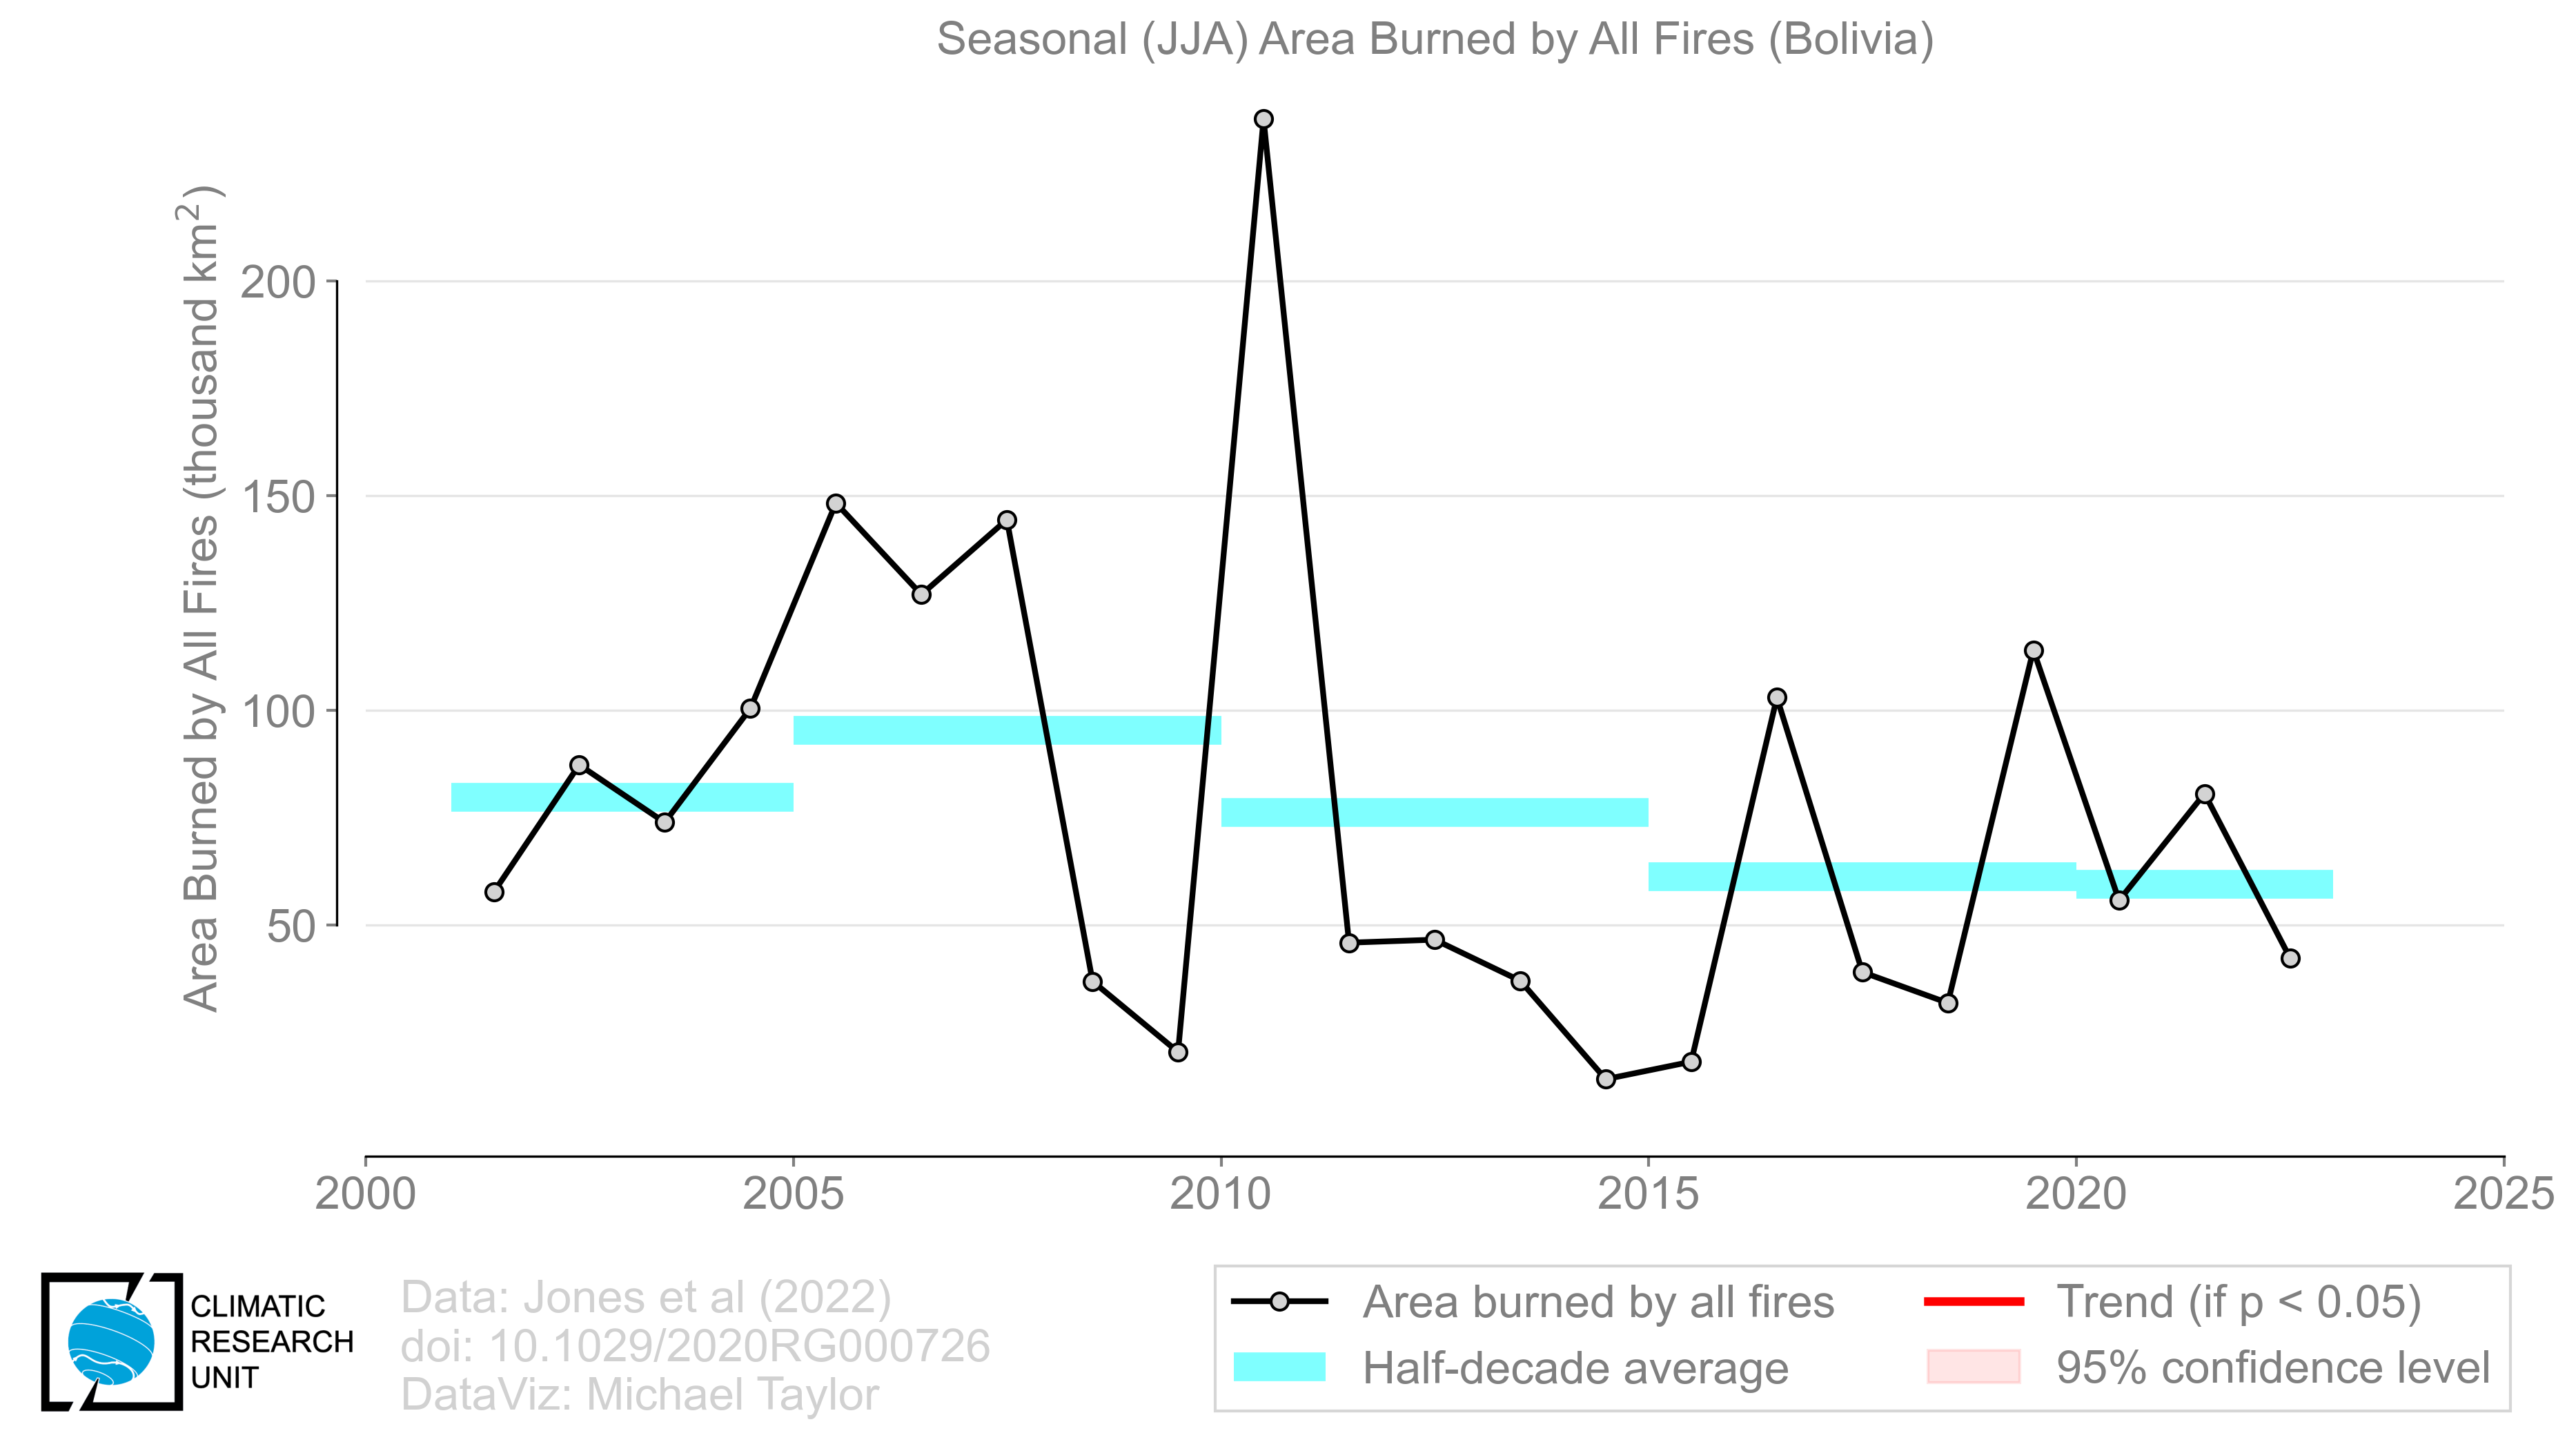 Seasonal (JJA) Area Burned by All Fires (Bolivia)
Area Burned by All Fires (thousand km²)
200
150
100
50
2000
2005
2010
2015
2020
2025
CLIMATIC
RESEARCH
UNIT
Data: Jones et al (2022)
doi: 10.1029/2020RG000726
DataViz: Michael Taylor
Area burned by all fires
Half-decade average
Trend (if p < 0.05)
95% confidence level